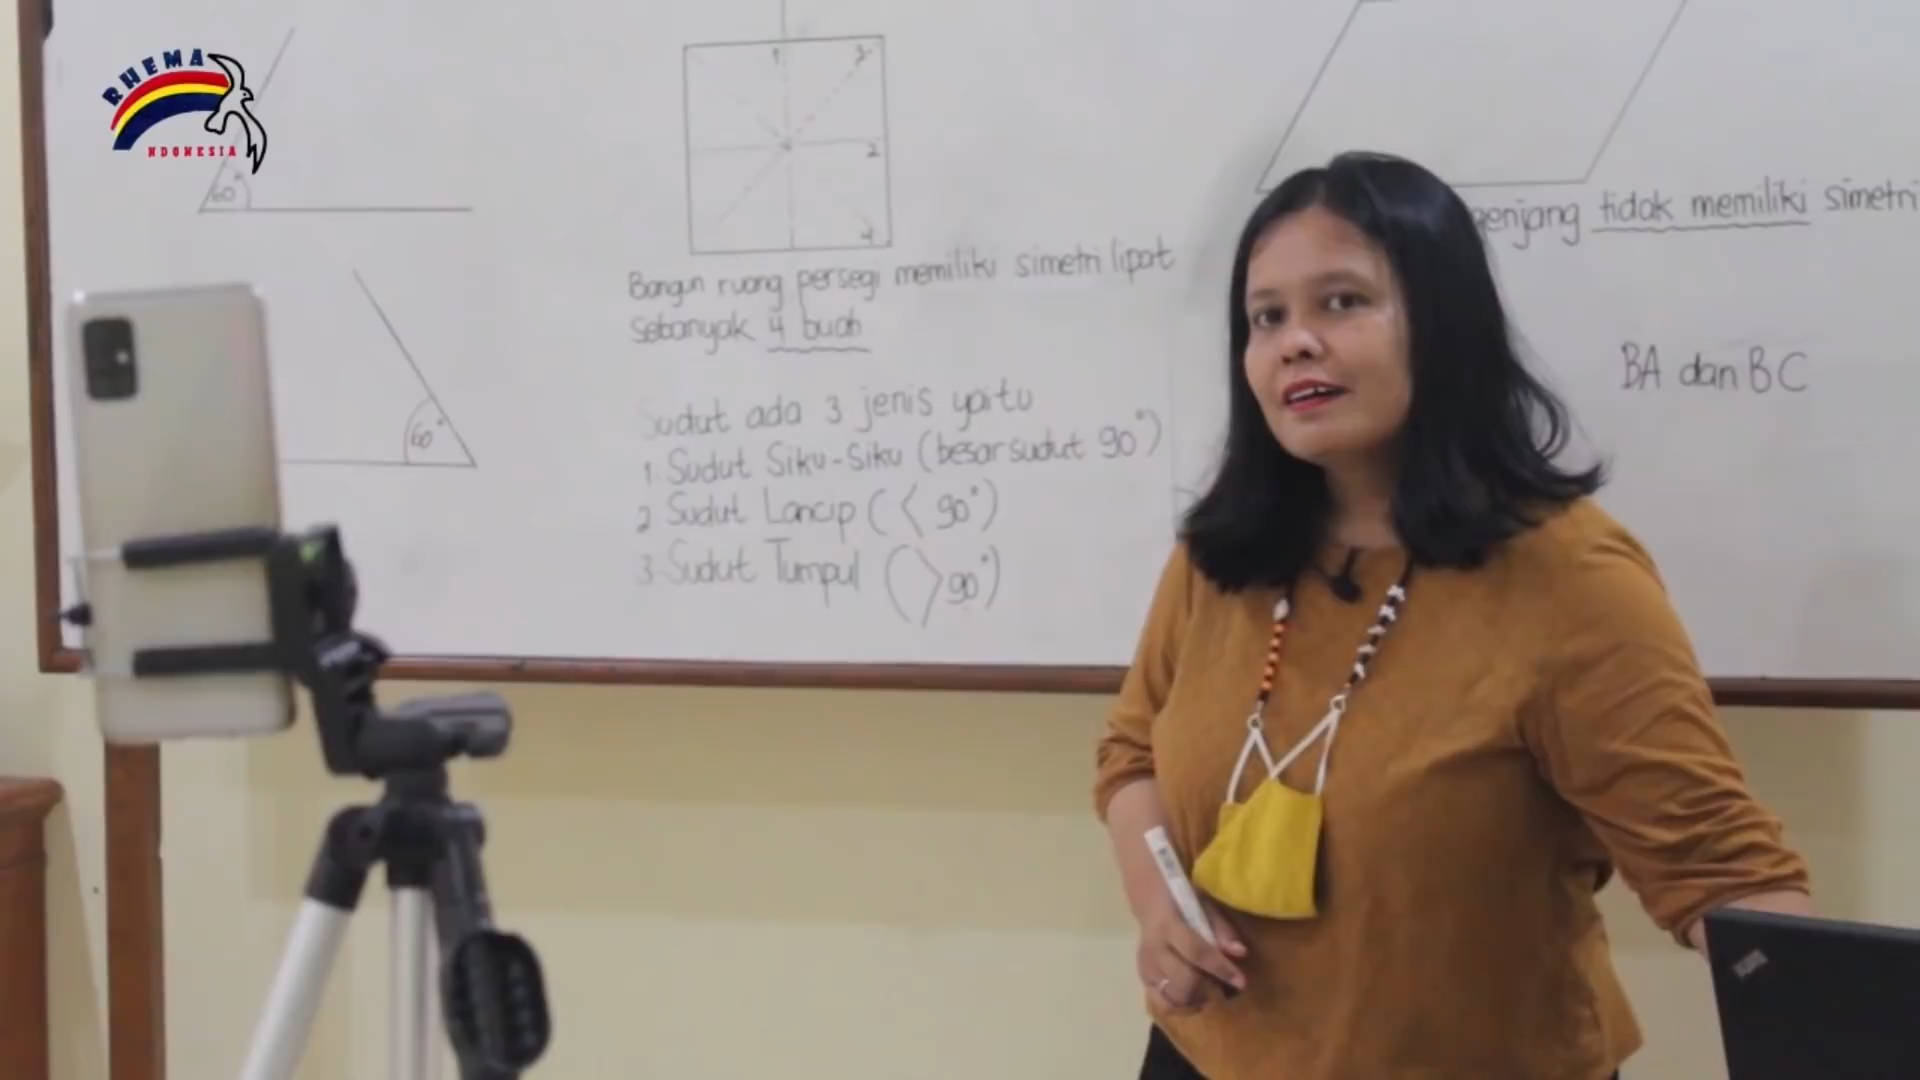 RHEMA
INDONESIA
60°
60°
1
3
2
4
Bangun ruang persegi memiliki simetri lipat
sebanyak 4 buah
Sudut ada 3 jenis yaitu
1. Sudut Siku-Siku (besar sudut 90°)
2 Sudut Lancip (< 90°)
3. Sudut Tumpul (> 90°)
genjang tidak memiliki simetri
BA dan BC